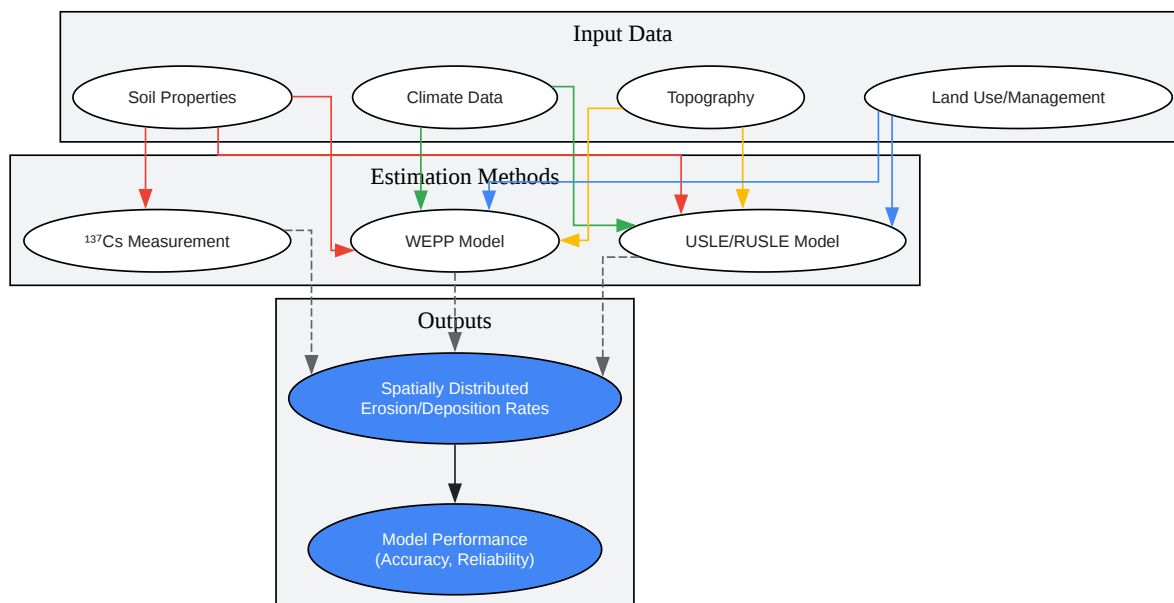 Input Data
Soil Properties
Climate Data
Topography
Land Use/Management
Estimation Methods
¹³⁷Cs Measurement
WEPP Model
USLE/RUSLE Model
Outputs
Spatially Distributed
Erosion/Deposition Rates
Model Performance
(Accuracy, Reliability)